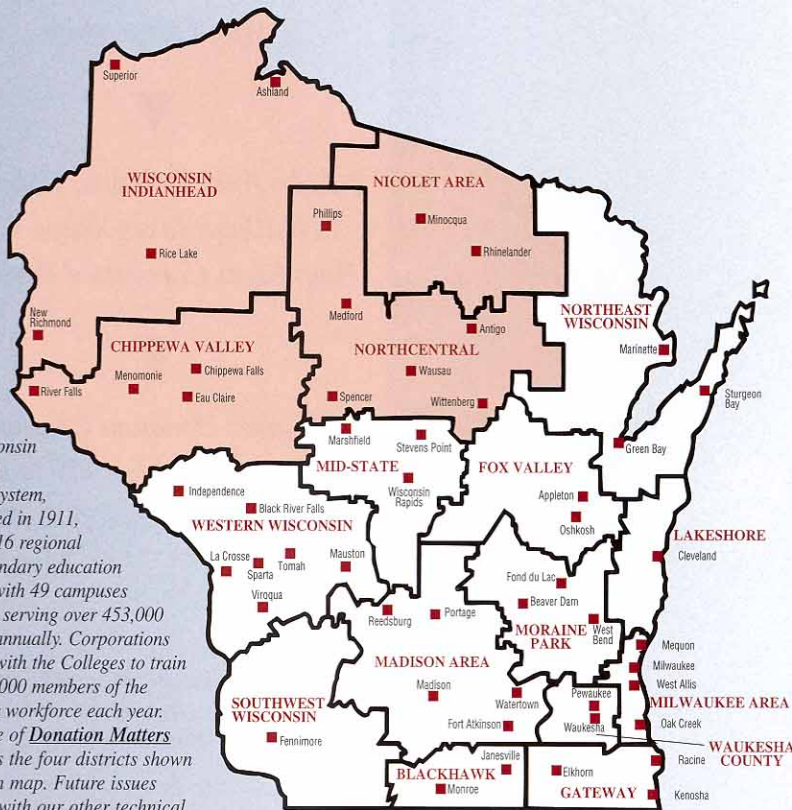 Superior
Ashland
WISCONSIN
INDIANHEAD
NICOLET AREA
Phillips
Minocqua
Rice Lake
Rhinelander
New
Richmond
Medford
NORTHEAST
WISCONSIN
Antigo
Marinette
CHIPPEWA VALLEY
NORTHCENTRAL
Chippewa Falls
Wausau
River Falls
Menomonie
Eau Claire
Spencer
Wittenberg
Sturgeon
Bay
Marshfield
Stevens Point
Green Bay
MID-STATE
FOX VALLEY
Wisconsin
Rapids
Independence
Black River Falls
WESTERN WISCONSIN
Appleton
Oshkosh
LAKESHORE
Cleveland
La Crosse
Sparta
Tomah
Mauston
Viroqua
Fond du Lac
Beaver Dam
Reedsburg
Portage
MORAINE
PARK
West
Bend
Mequon
Milwaukee
West Allis
MADISON AREA
Madison
Watertown
Pewaukee
Waukesha
MILWAUKEE AREA
SOUTHWEST
WISCONSIN
Fennimore
Fort Atkinson
Oak Creek
WAUKESHA
COUNTY
Janesville
BLACKHAWK
Monroe
Elkhorn
GATEWAY
Racine
Kenosha
consin
ystem,
ed in 1911,
16 regional
ndary education
with 49 campuses
serving over 453,000
annually. Corporations
with the Colleges to train
000 members of the
workforce each year.
e of Donation Matters
s the four districts shown
n map. Future issues
with our other technical